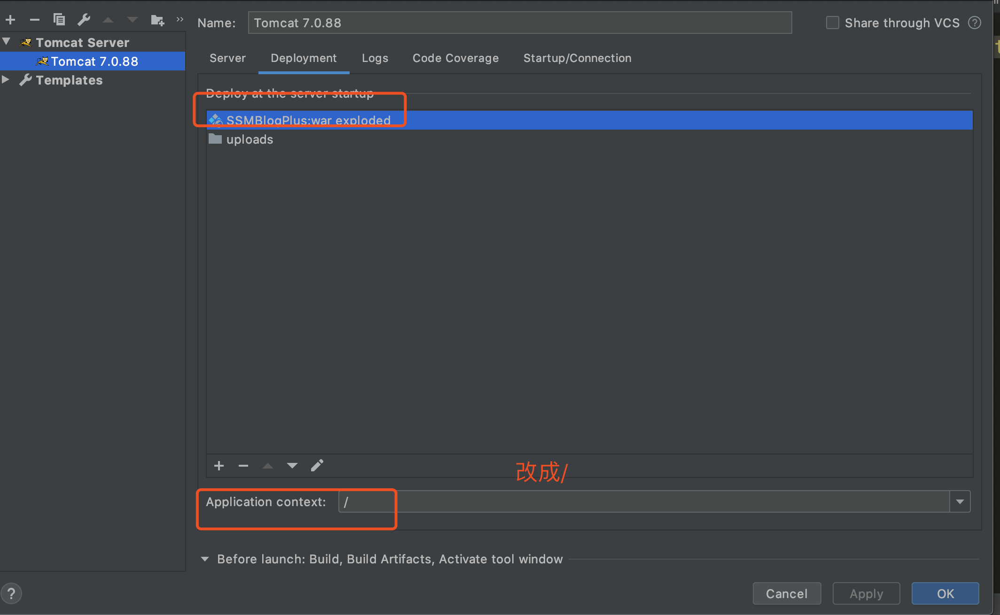 Name: Tomcat 7.0.88 Share through VCS ?
Tomcat Server
Tomcat 7.0.88
Templates
Server Deployment Logs Code Coverage Startup/Connection
Deploy at the server startup
SSMBlogPlus:war exploded
uploads
改成/
Application context: /
Before launch: Build, Build Artifacts, Activate tool window
? Cancel Apply OK